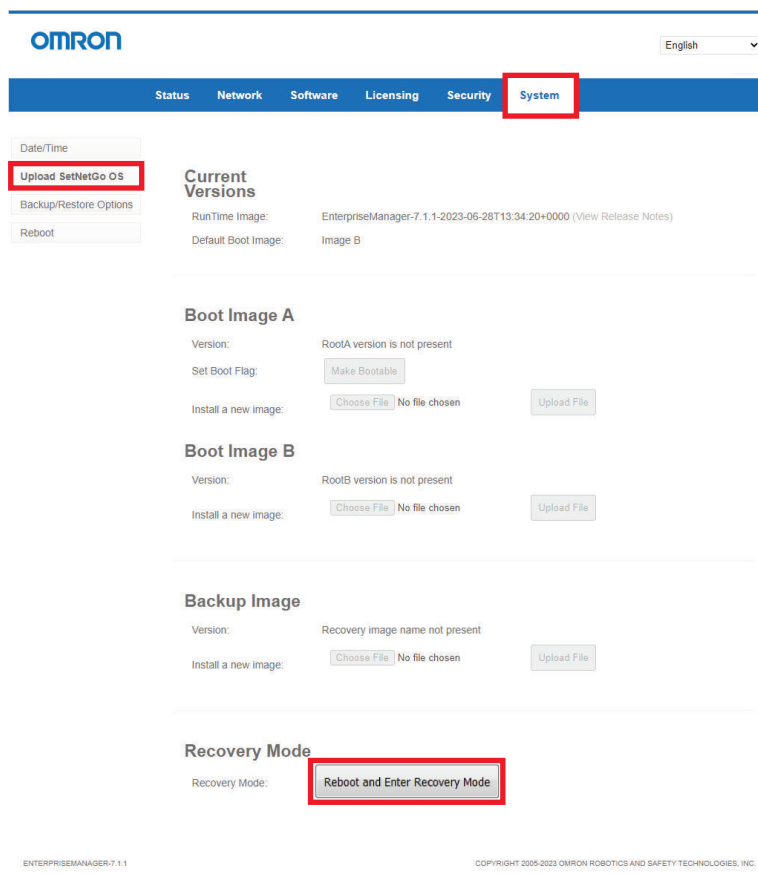 OMRON
English
Status Network Software Licensing Security System
Date/Time
Upload SetNetGo OS
Backup/Restore Options
Reboot
Current
Versions
RunTime Image: EnterpriseManager-7.1.1-2023-06-28T13:34:20+0000 (View Release Notes)
Default Boot Image: Image B
Boot Image A
Version: RootA version is not present
Set Boot Flag: Make Bootable
Install a new image: Choose File No file chosen Upload File
Boot Image B
Version: RootB version is not present
Install a new image: Choose File No file chosen Upload File
Backup Image
Version: Recovery image name not present
Install a new image: Choose File No file chosen Upload File
Recovery Mode
Recovery Mode: Reboot and Enter Recovery Mode
ENTERPRISEMANAGER-7.1.1 COPYRIGHT 2005-2023 OMRON ROBOTICS AND SAFETY TECHNOLOGIES, INC.